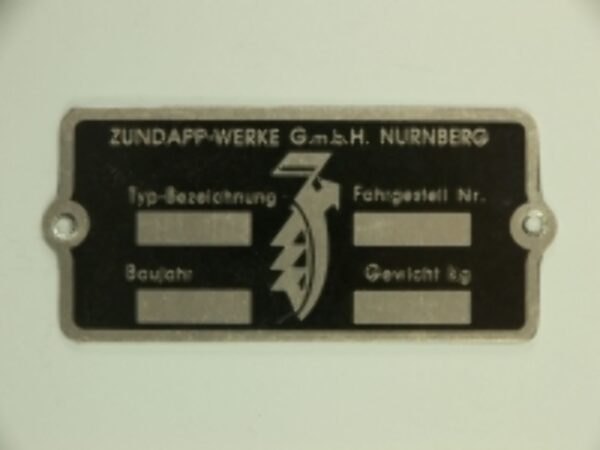 ZUNDAPP-WERKE G.m.b.H. NURNBERG
Typ-Bezeichnung Fahrgestell Nr.
Baujahr Gewicht kg